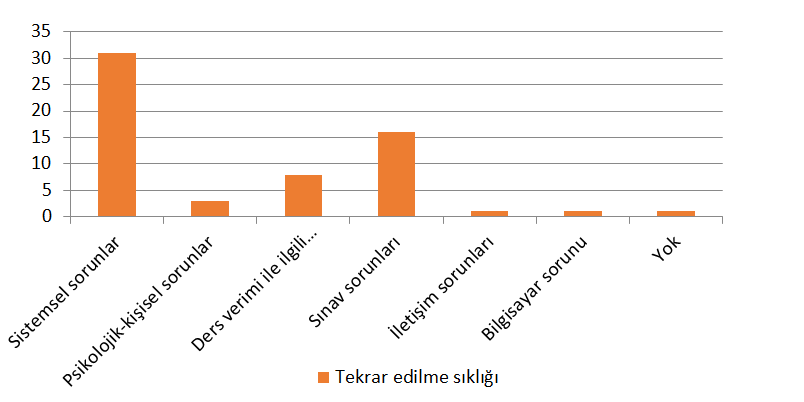 35
30
25
20
15
10
5
0
Sistemsel sorunlar
Psikolojik-kişisel sorunlar
Ders verimi ile ilgili...
Sınav sorunları
İletişim sorunları
Bilgisayar sorunu
Yok
Tekrar edilme sıklığı